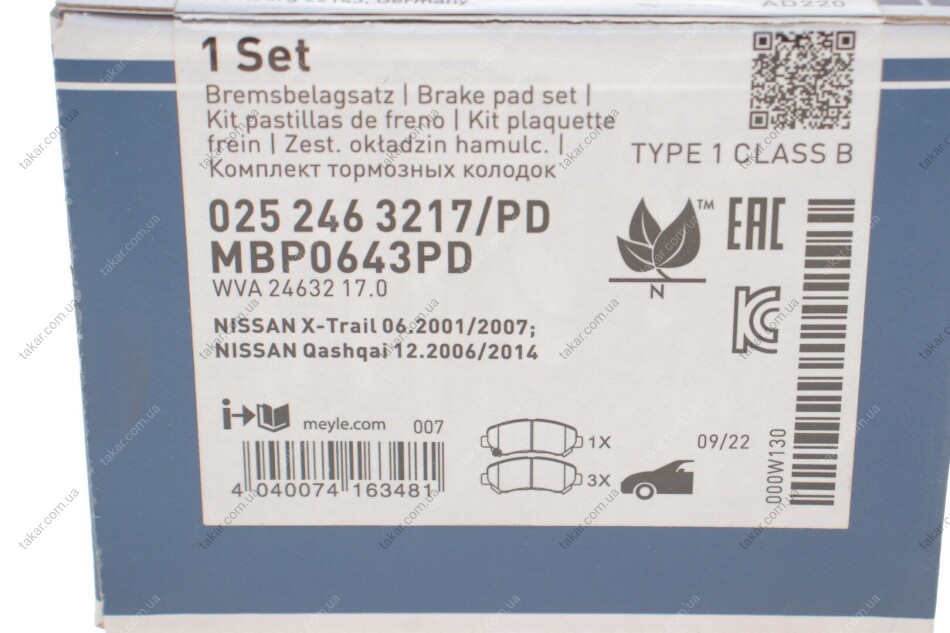 Germany
AD220
1 Set
Bremsbelagsatz | Brake pad set |
Kit pastillas de freno | Kit plaquette
frein | Zest. okładzin hamulc. |
Комплект тормозных колодок
TYPE 1 CLASS B
025 246 3217/PD
MBP0643PD
WVA 24632 17.0
TM
EAC
N
NISSAN X-Trail 06.2001/2007;
NISSAN Qashqai 12.2006/2014
i
meyle.com 007
1X
3X
09/22
000W130
4 040074 163481
takar.com.ua